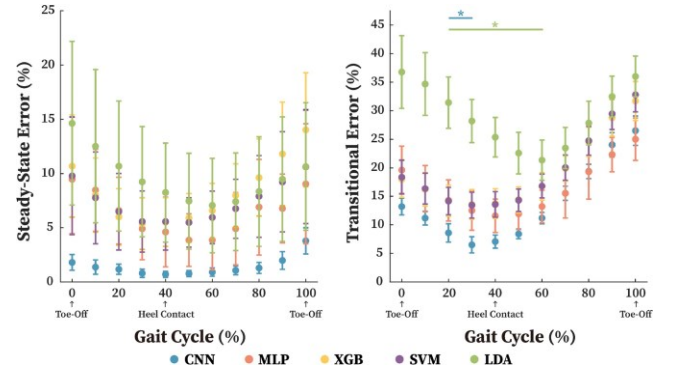 Steady-State Error (%)
25
20
15
10
5
0
0 20 40 60 80 100
↑ ↑ ↑
Toe-Off Heel Contact Toe-Off
Gait Cycle (%)
Transitional Error (%)
45
40
35
30
25
20
15
10
5
0
* *
0 20 40 60 80 100
↑ ↑ ↑
Toe-Off Heel Contact Toe-Off
Gait Cycle (%)
CNN MLP XGB SVM LDA